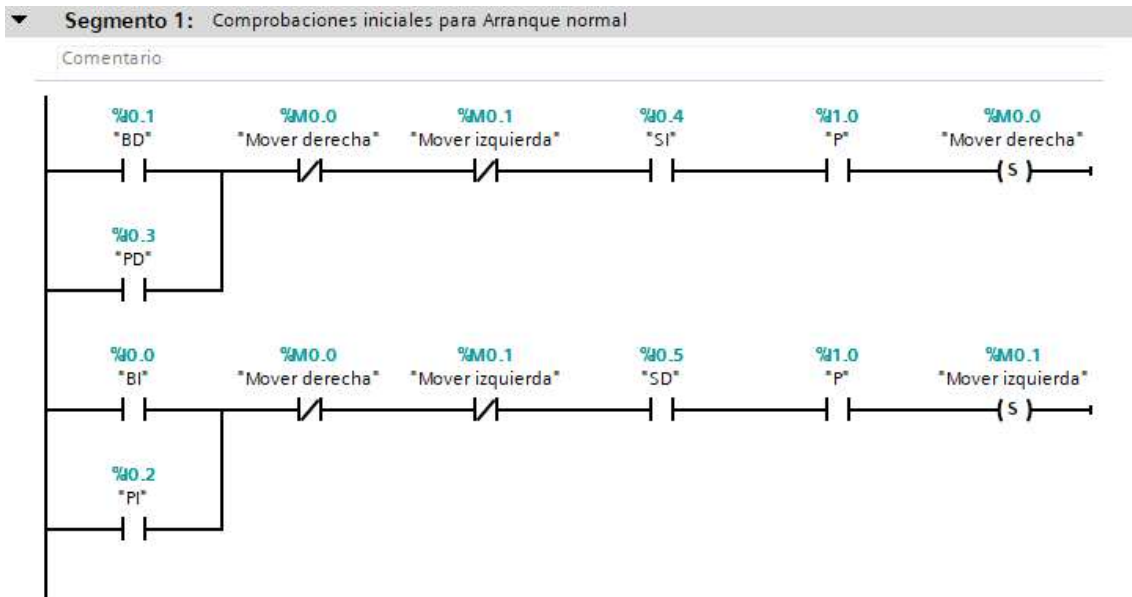 Segmento 1: Comprobaciones iniciales para Arranque normal
Comentario
%I0.1 %M0.0 %M0.1 %I0.4 %I1.0 %M0.0
"BD" "Mover derecha" "Mover izquierda" "SI" "P" "Mover derecha"
( S )
%I0.3
"PD"
%I0.0 %M0.0 %M0.1 %I0.5 %I1.0 %M0.1
"BI" "Mover derecha" "Mover izquierda" "SD" "P" "Mover izquierda"
( S )
%I0.2
"PI"